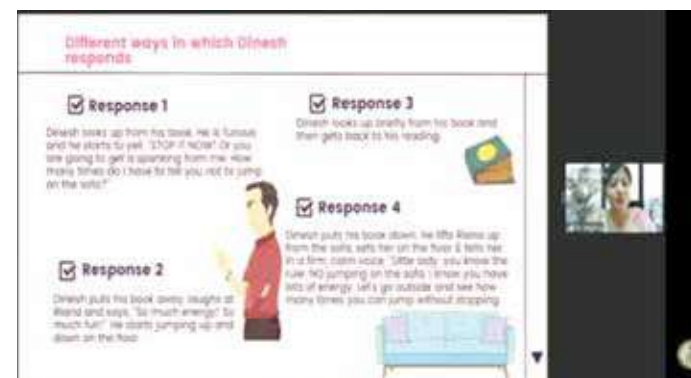 Different ways in which Dinesh
responds
Response 1
Dinesh looks up from his book. He is furious
and he starts to yell, "STOP IT NOW! Or you
are going to get a spanking from me. How
many times do I have to tell you not to jump
on the sofa?"
Response 2
Dinesh puts his book away, laughs at
and says, "So much energy! So
much fun!" He starts jumping up and
down on the floor.
Response 3
Dinesh looks up briefly from his book and
then gets back to his reading.
Response 4
Dinesh puts his book down. He lifts up
from the sofa, sets her on the floor & tells her
in a firm, calm voice, "Little lady, you know the
rule: NO jumping on the sofa. I know you have
lots of energy. Let's go outside and see how
many times you can jump without stopping.